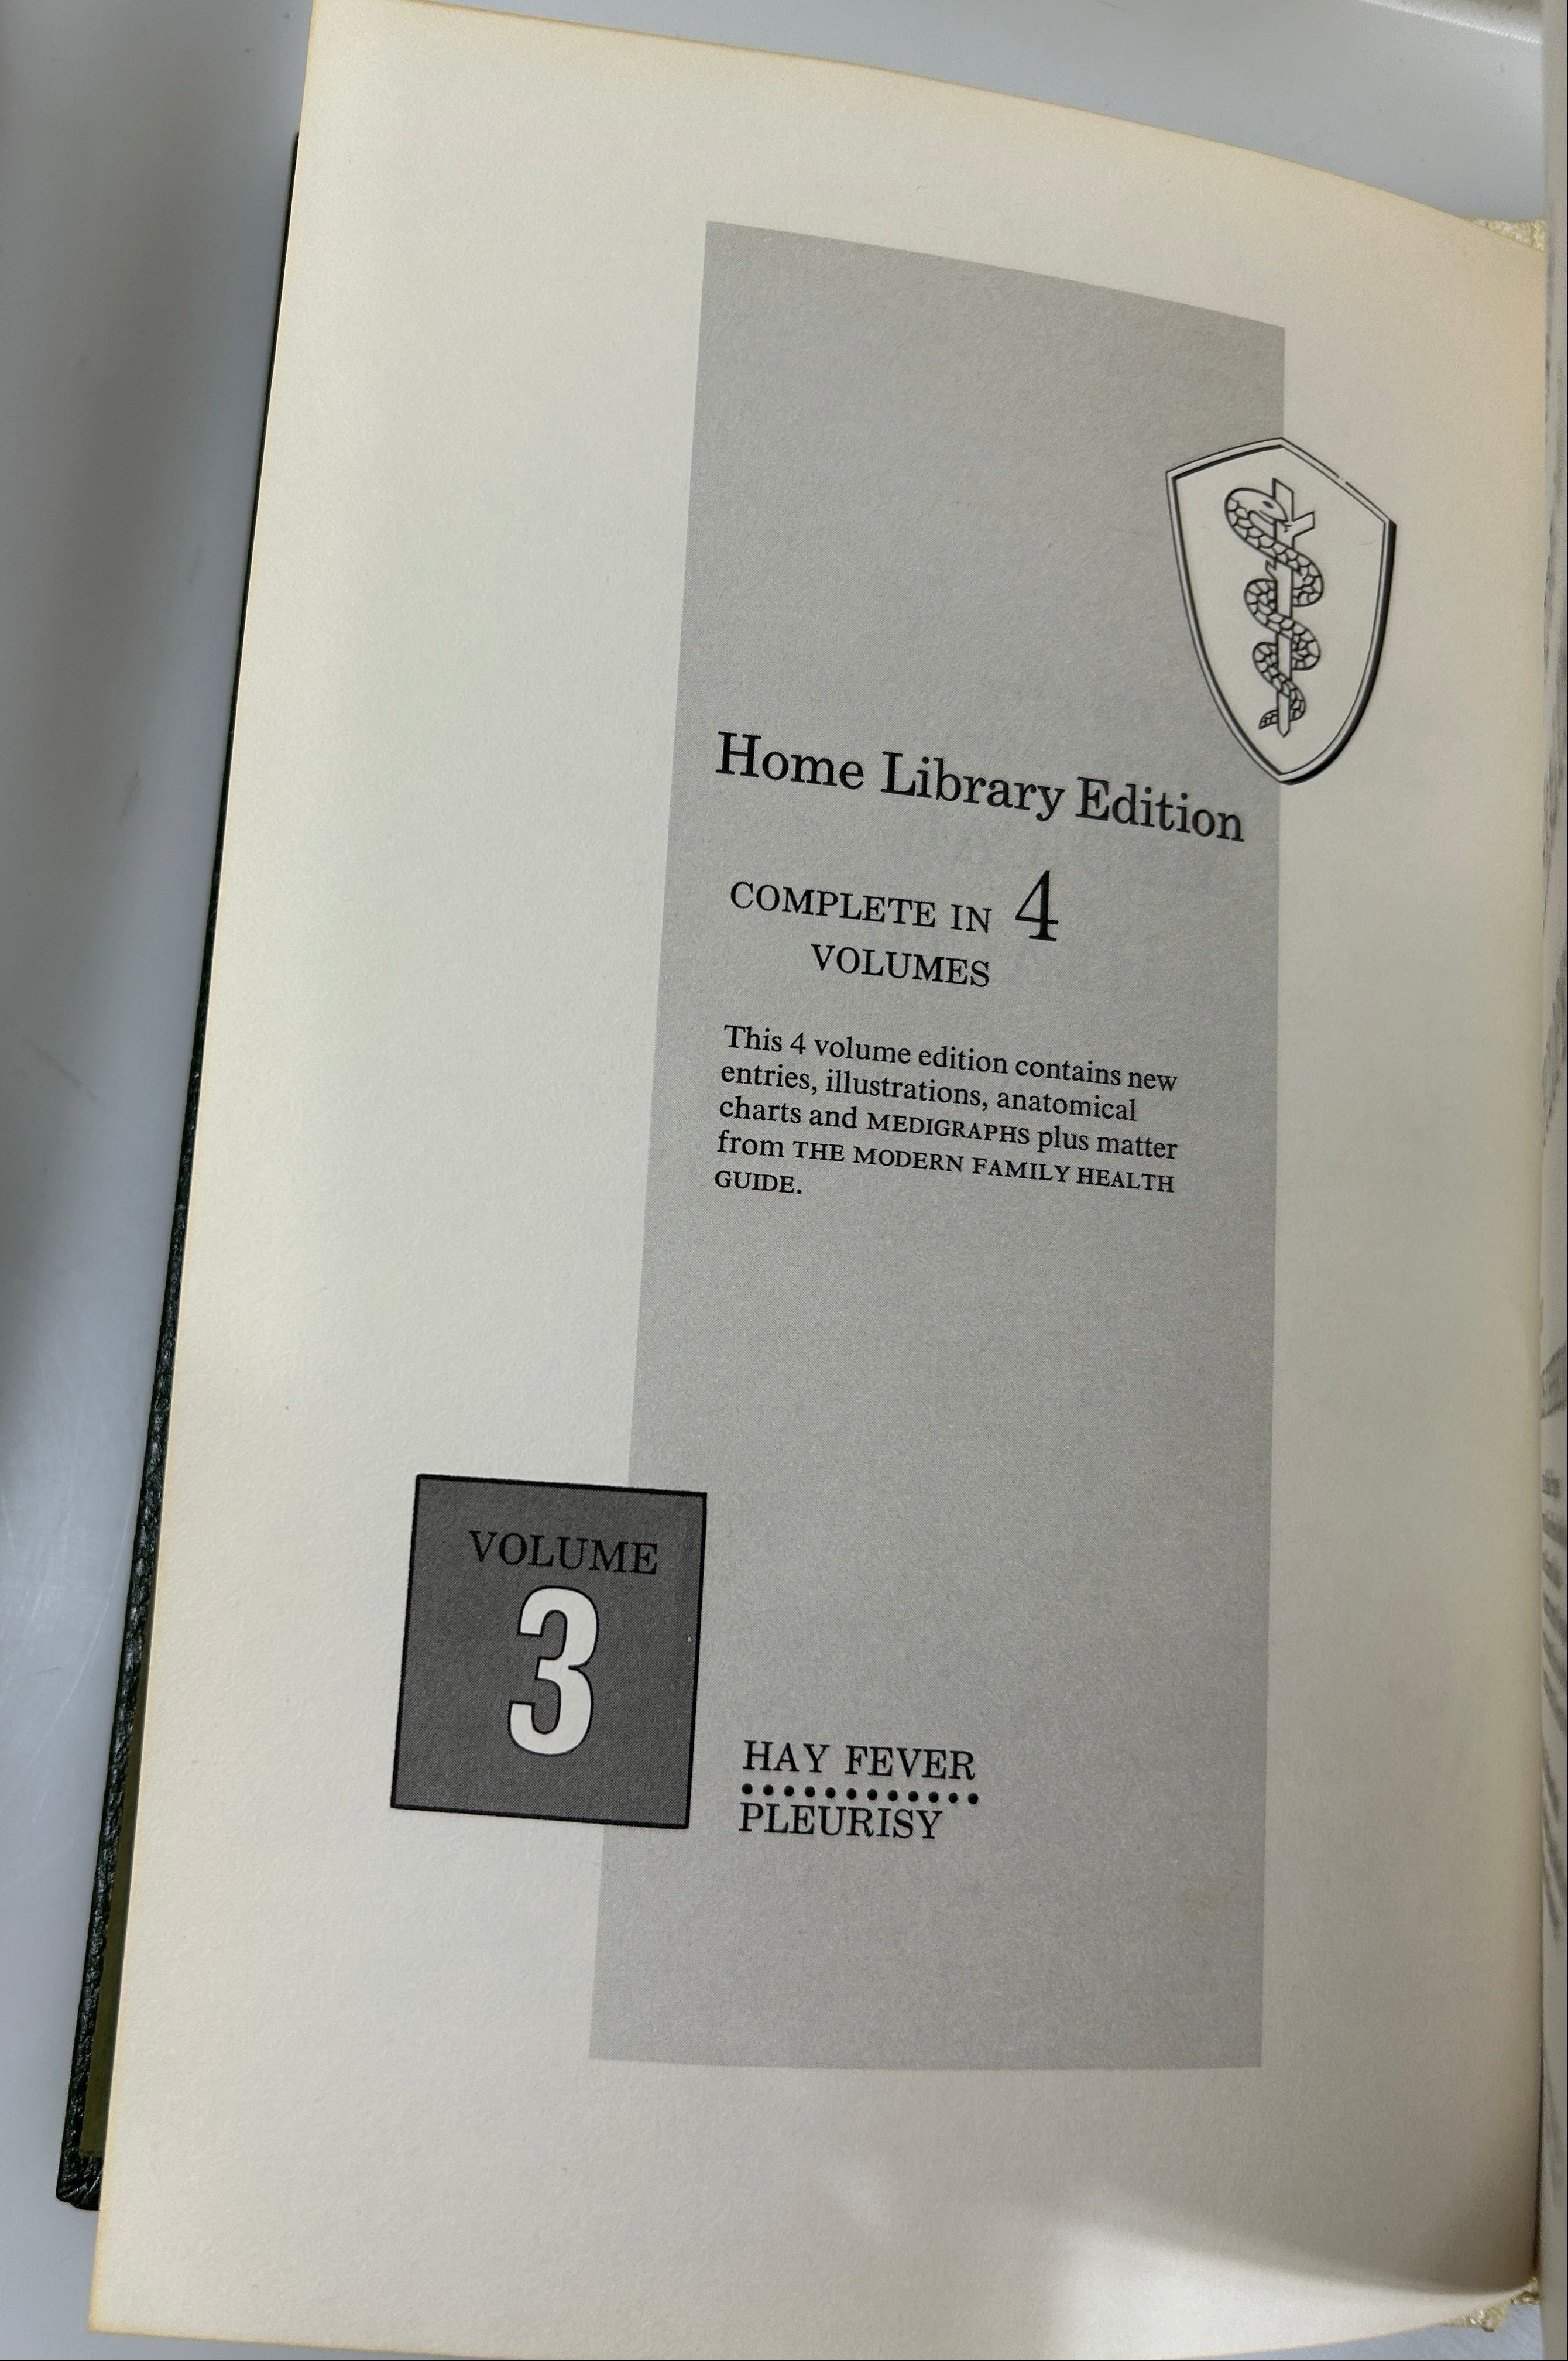 Home Library Edition
COMPLETE IN 4
VOLUMES
This 4 volume edition contains new
entries, illustrations, anatomical
charts and MEDIGRAPHS plus matter
from THE MODERN FAMILY HEALTH
GUIDE.
VOLUME
3
HAY FEVER
PLEURISY